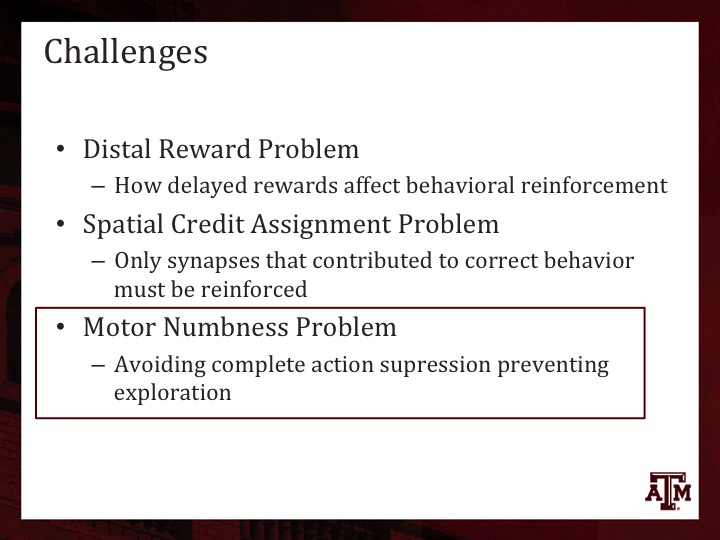 Challenges
• Distal Reward Problem
– How delayed rewards affect behavioral reinforcement
• Spatial Credit Assignment Problem
– Only synapses that contributed to correct behavior
must be reinforced
• Motor Numbness Problem
– Avoiding complete action supression preventing
exploration
ATM